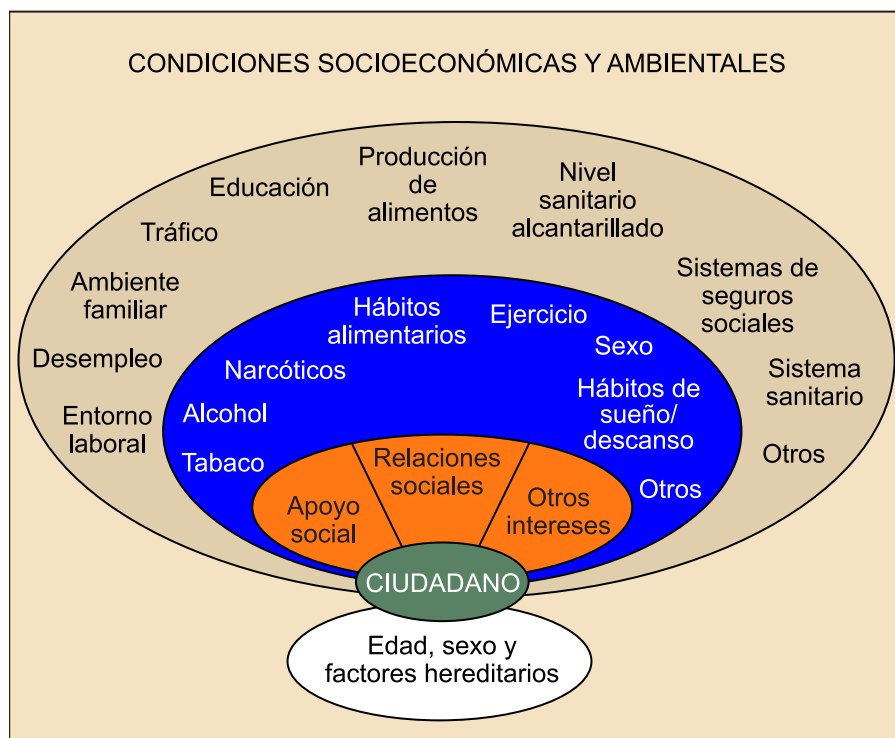 CONDICIONES SOCIOECONÓMICAS Y AMBIENTALES
Producción
de
alimentos
Nivel
sanitario
alcantarillado
Educación
Tráfico
Ambiente
familiar
Desempleo
Entorno
laboral
Sistemas de
seguros
sociales
Sistema
sanitario
Otros
Hábitos
alimentarios
Ejercicio
Sexo
Narcóticos
Alcohol
Tabaco
Hábitos de
sueño/
descanso
Otros
Relaciones
sociales
Apoyo
social
Otros
intereses
CIUDADANO
Edad, sexo y
factores hereditarios